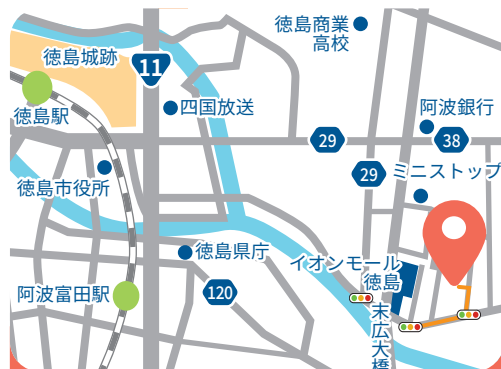 徳島商業
高校
徳島城跡
11
徳島駅
四国放送
阿波銀行
29
38
29
ミニストップ
徳島市役所
徳島県庁
イオンモール
徳島
阿波富田駅
120
末広大橋